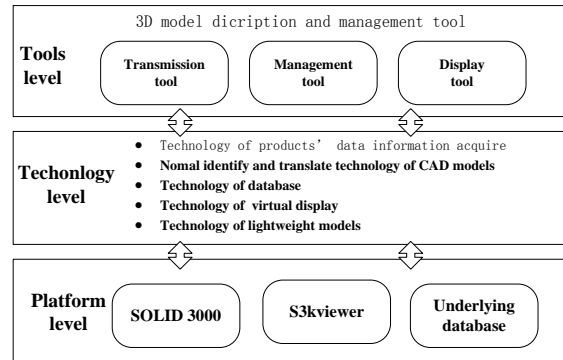 3D model dicription and management tool
Tools
level
Transmission
tool
Management
tool
Display
tool
Techonlogy
level
● Technology of products' data information acquire
● Nomal identify and translate technology of CAD models
● Technology of database
● Technology of virtual display
● Technology of lightweight models
Platform
level
SOLID 3000
S3kviewer
Underlying
database